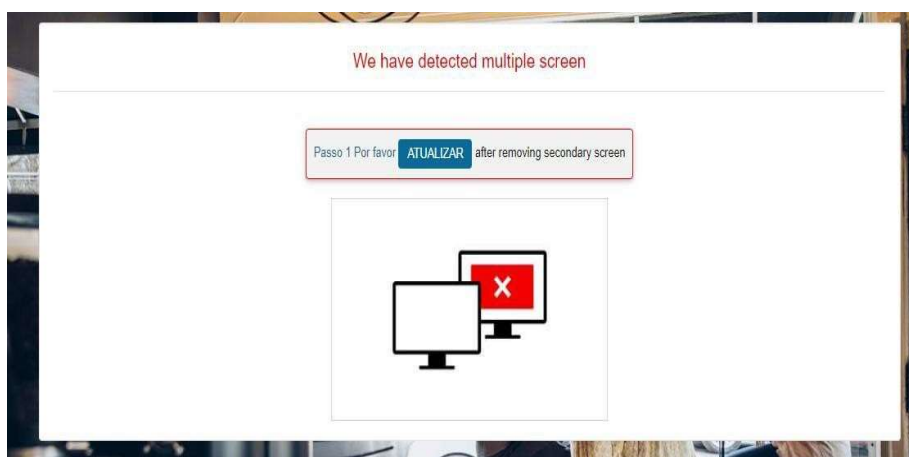 We have detected multiple screen
Passo 1 Por favor ATUALIZAR after removing secondary screen